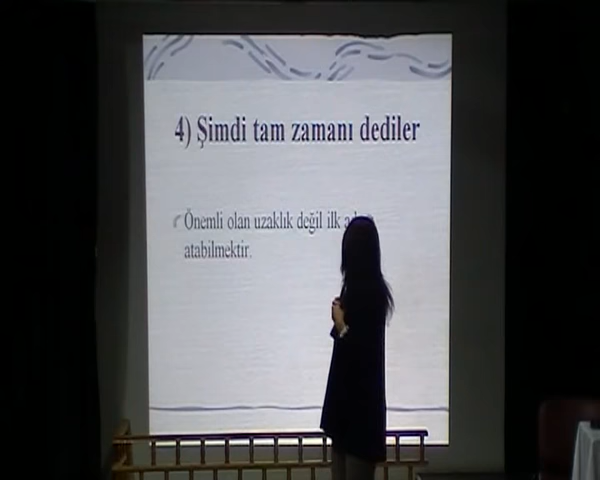 4) Şimdi tam zamanı dediler
Önemli olan uzaklık değil ilk
atabilmektir.